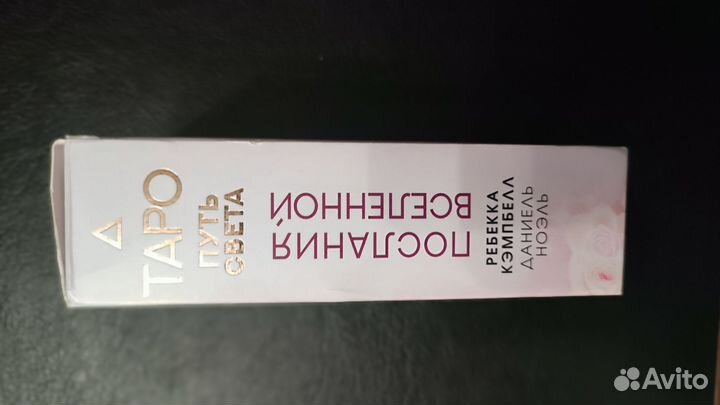 ТАРО
ПУТЬ
СВЕТА
ПОСЛАНИЯ
ВСЕЛЕННОЙ
РЕБЕККА
КЭМПБЕЛЛ
ДАНИЕЛЬ
НОЭЛЬ
Avito